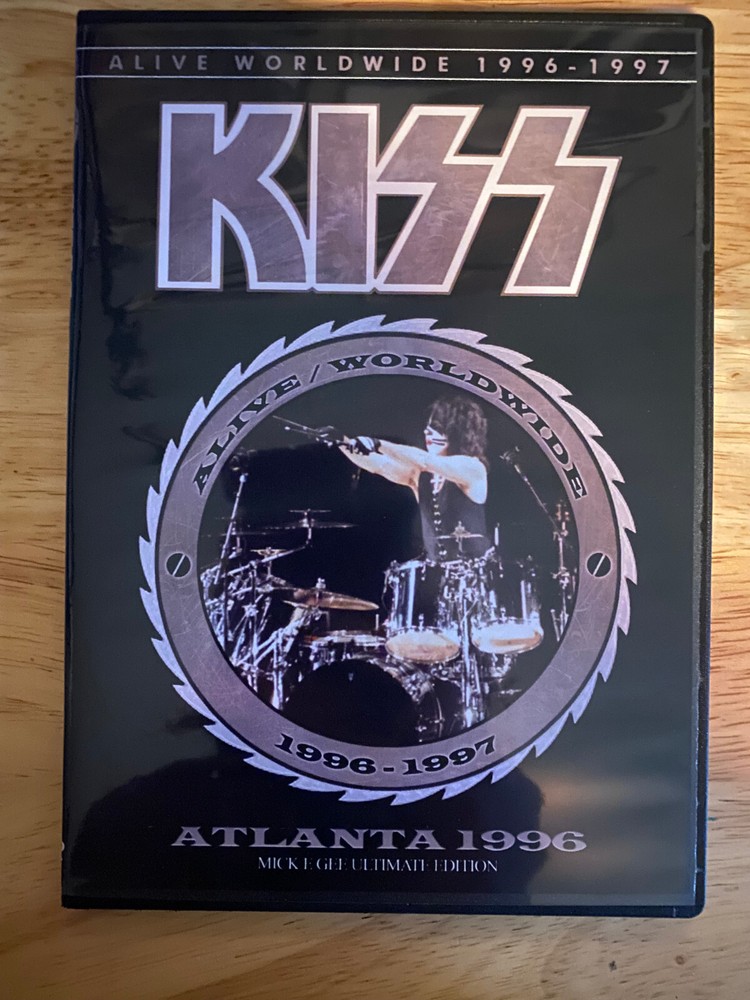 ALIVE WORLDWIDE 1996-1997
KISS
ALIVE / WORLDWIDE
1996-1997
ATLANTA 1996
MICK E GEE ULTIMATE EDITION